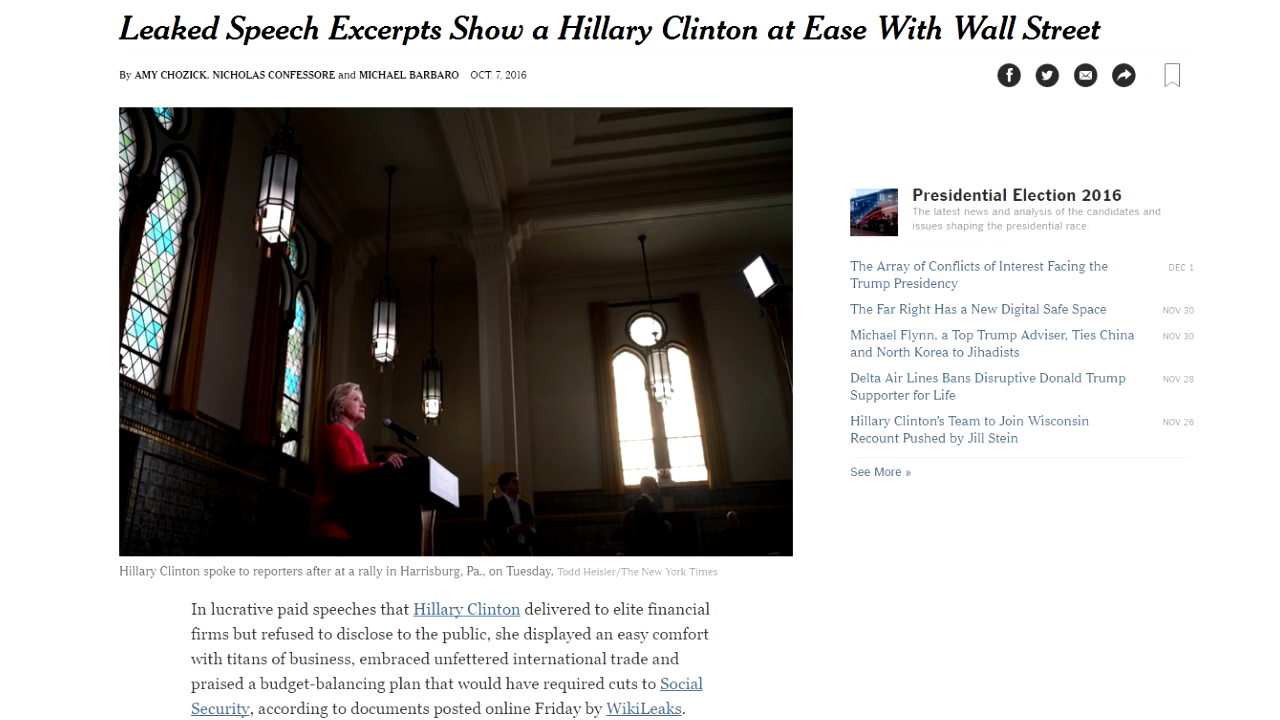 Leaked Speech Excerpts Show a Hillary Clinton at Ease With Wall Street
By AMY CHOZICK, NICHOLAS CONFESSORE and MICHAEL BARBARO OCT. 7, 2016
Presidential Election 2016
The latest news and analysis of the candidates and
issues shaping the presidential race.
The Array of Conflicts of Interest Facing the DEC 1
Trump Presidency
The Far Right Has a New Digital Safe Space NOV 30
Michael Flynn, a Top Trump Adviser, Ties China NOV 30
and North Korea to Jihadists
Delta Air Lines Bans Disruptive Donald Trump NOV 28
Supporter for Life
Hillary Clinton's Team to Join Wisconsin NOV 26
Recount Pushed by Jill Stein
See More »
Hillary Clinton spoke to reporters after at a rally in Harrisburg, Pa., on Tuesday. Todd Heisler/The New York Times
In lucrative paid speeches that Hillary Clinton delivered to elite financial
firms but refused to disclose to the public, she displayed an easy comfort
with titans of business, embraced unfettered international trade and
praised a budget-balancing plan that would have required cuts to Social
Security, according to documents posted online Friday by WikiLeaks.